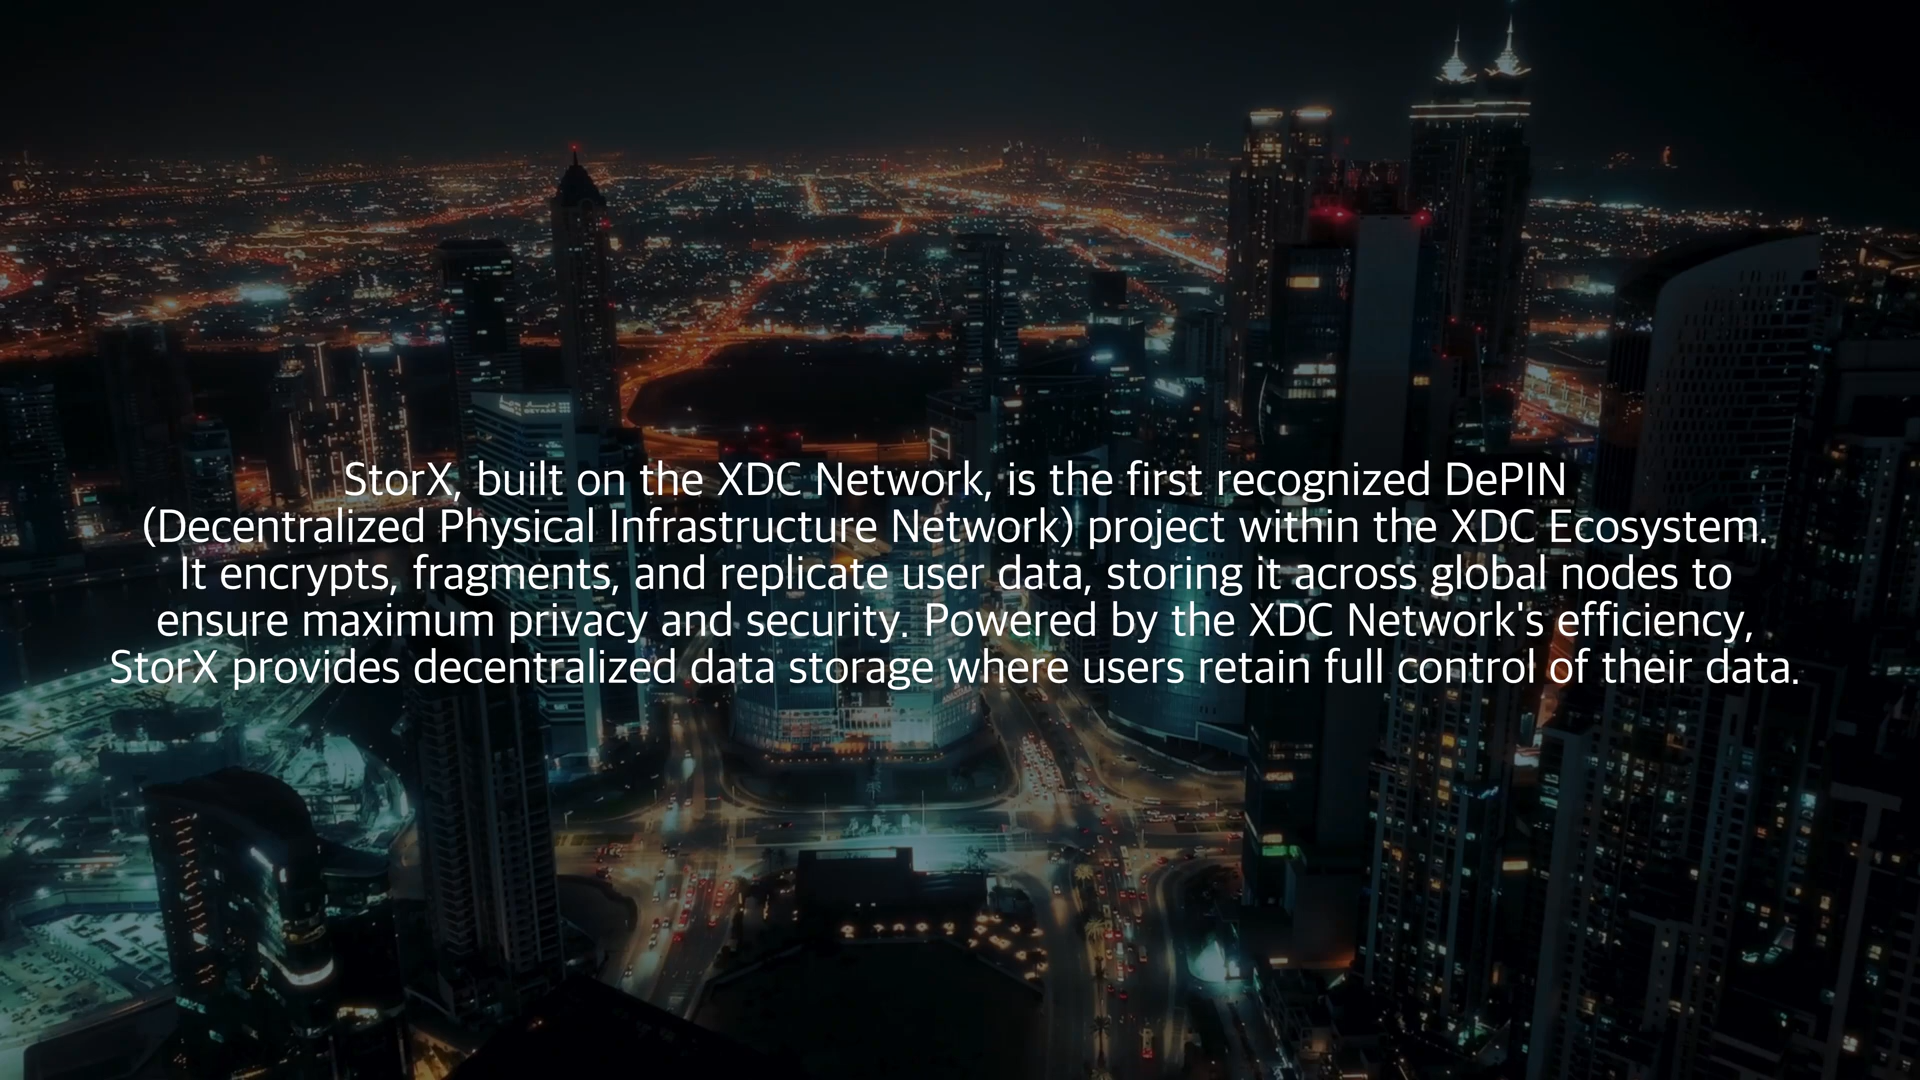 StorX, built on the XDC Network, is the first recognized DePIN
(Decentralized Physical Infrastructure Network) project within the XDC Ecosystem.
It encrypts, fragments, and replicate user data, storing it across global nodes to
ensure maximum privacy and security. Powered by the XDC Network's efficiency,
StorX provides decentralized data storage where users retain full control of their data.